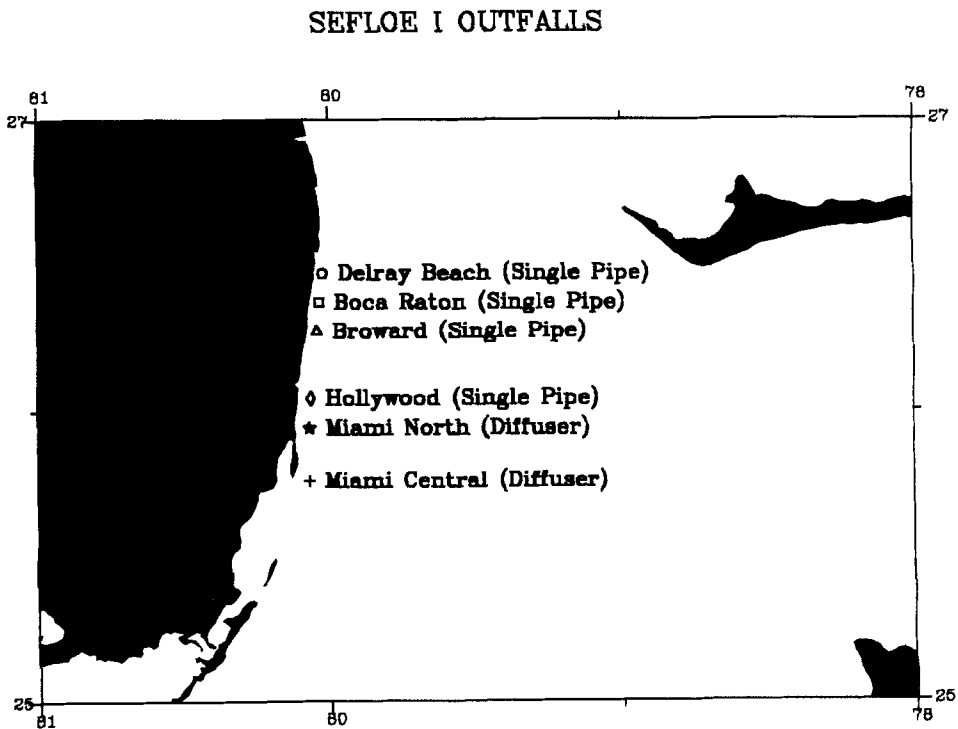 SEFLOE I OUTFALLS
81 80 78
27 27
○ Delray Beach (Single Pipe)
□ Boca Raton (Single Pipe)
△ Broward (Single Pipe)
◊ Hollywood (Single Pipe)
★ Miami North (Diffuser)
+ Miami Central (Diffuser)
25 25
81 80 78